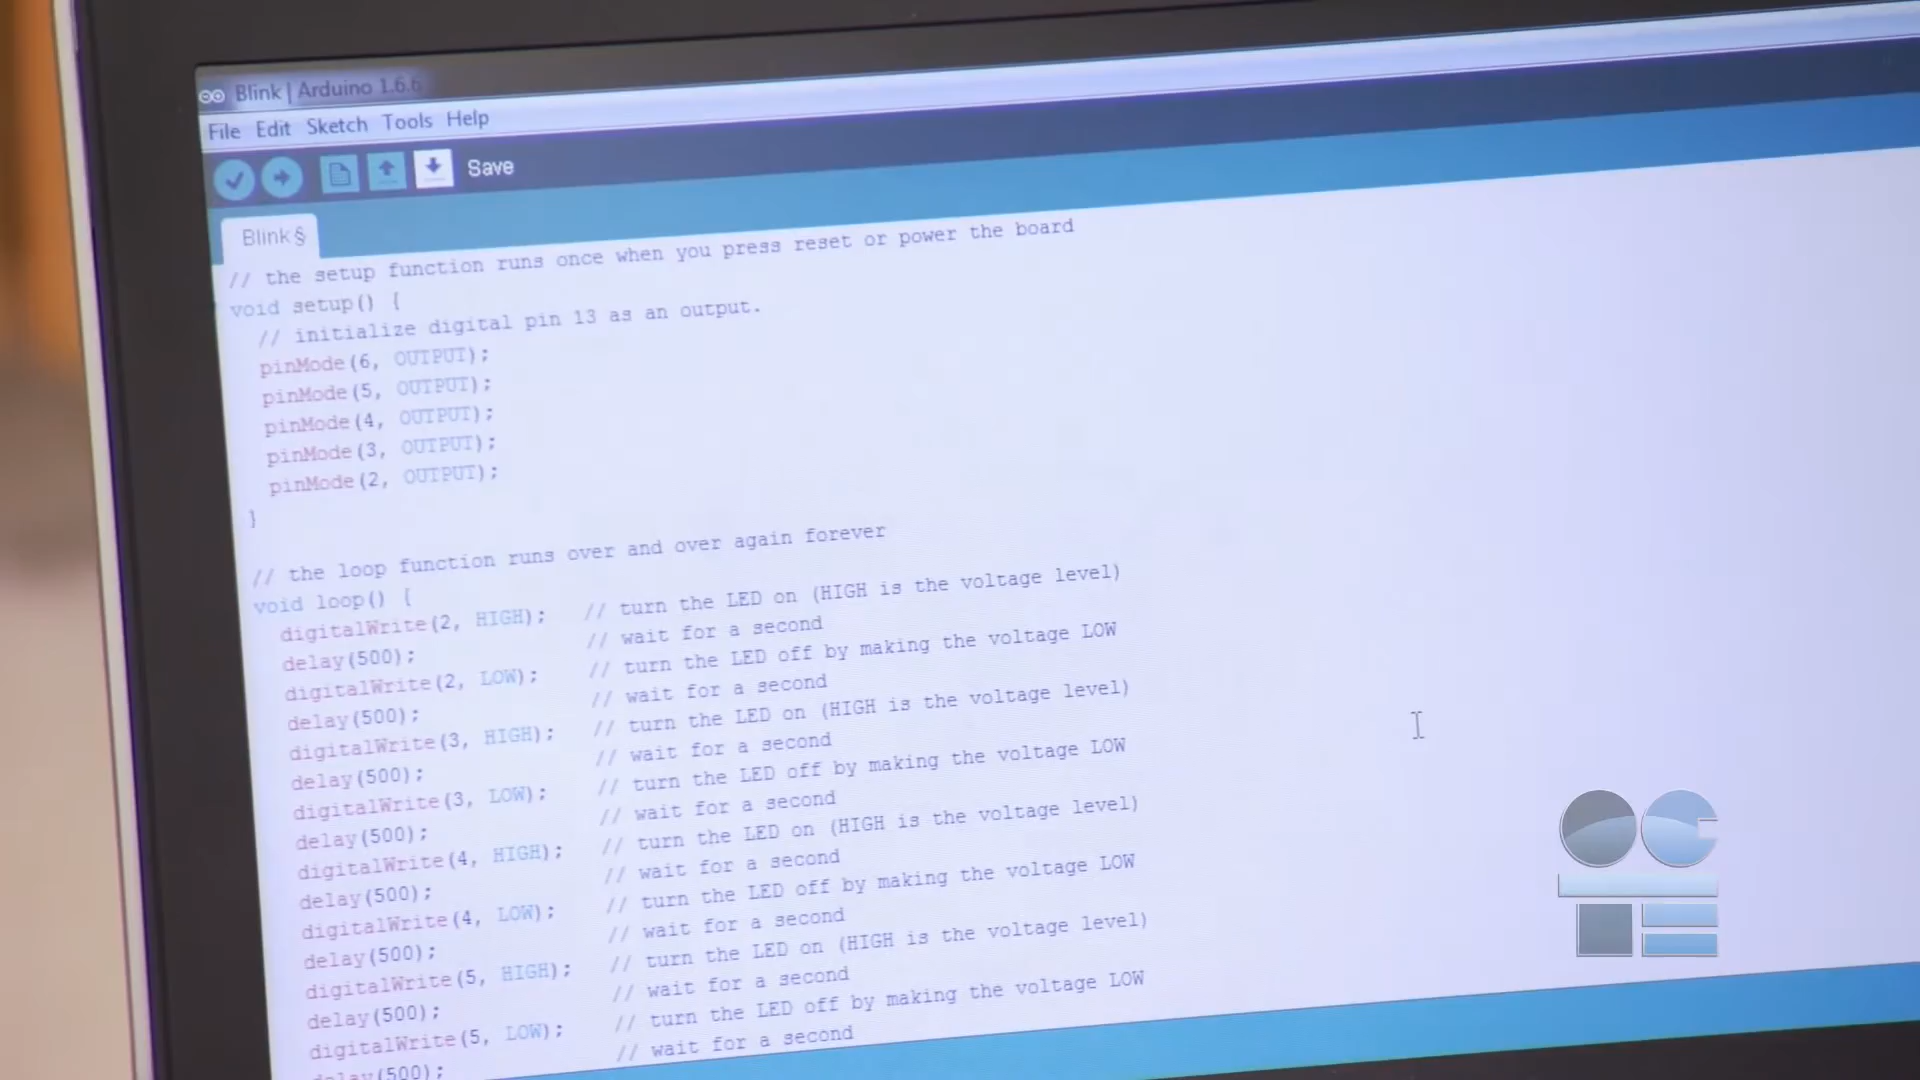 Blink | Arduino 1.6.6
File Edit Sketch Tools Help
Save
Blink§
// the setup function runs once when you press reset or power the board
void setup() {
// initialize digital pin 13 as an output.
pinMode(6, OUTPUT);
pinMode(5, OUTPUT);
pinMode(4, OUTPUT);
pinMode(3, OUTPUT);
pinMode(2, OUTPUT);
}
// the loop function runs over and over again forever
void loop() {
digitalWrite(2, HIGH); // turn the LED on (HIGH is the voltage level)
delay(500); // wait for a second
digitalWrite(2, LOW); // turn the LED off by making the voltage LOW
delay(500); // wait for a second
digitalWrite(3, HIGH); // turn the LED on (HIGH is the voltage level)
delay(500); // wait for a second
digitalWrite(3, LOW); // turn the LED off by making the voltage LOW
delay(500); // wait for a second
digitalWrite(4, HIGH); // turn the LED on (HIGH is the voltage level)
delay(500); // wait for a second
digitalWrite(4, LOW); // turn the LED off by making the voltage LOW
delay(500); // wait for a second
digitalWrite(5, HIGH); // turn the LED on (HIGH is the voltage level)
delay(500); // wait for a second
digitalWrite(5, LOW); // turn the LED off by making the voltage LOW
delay(500); // wait for a second